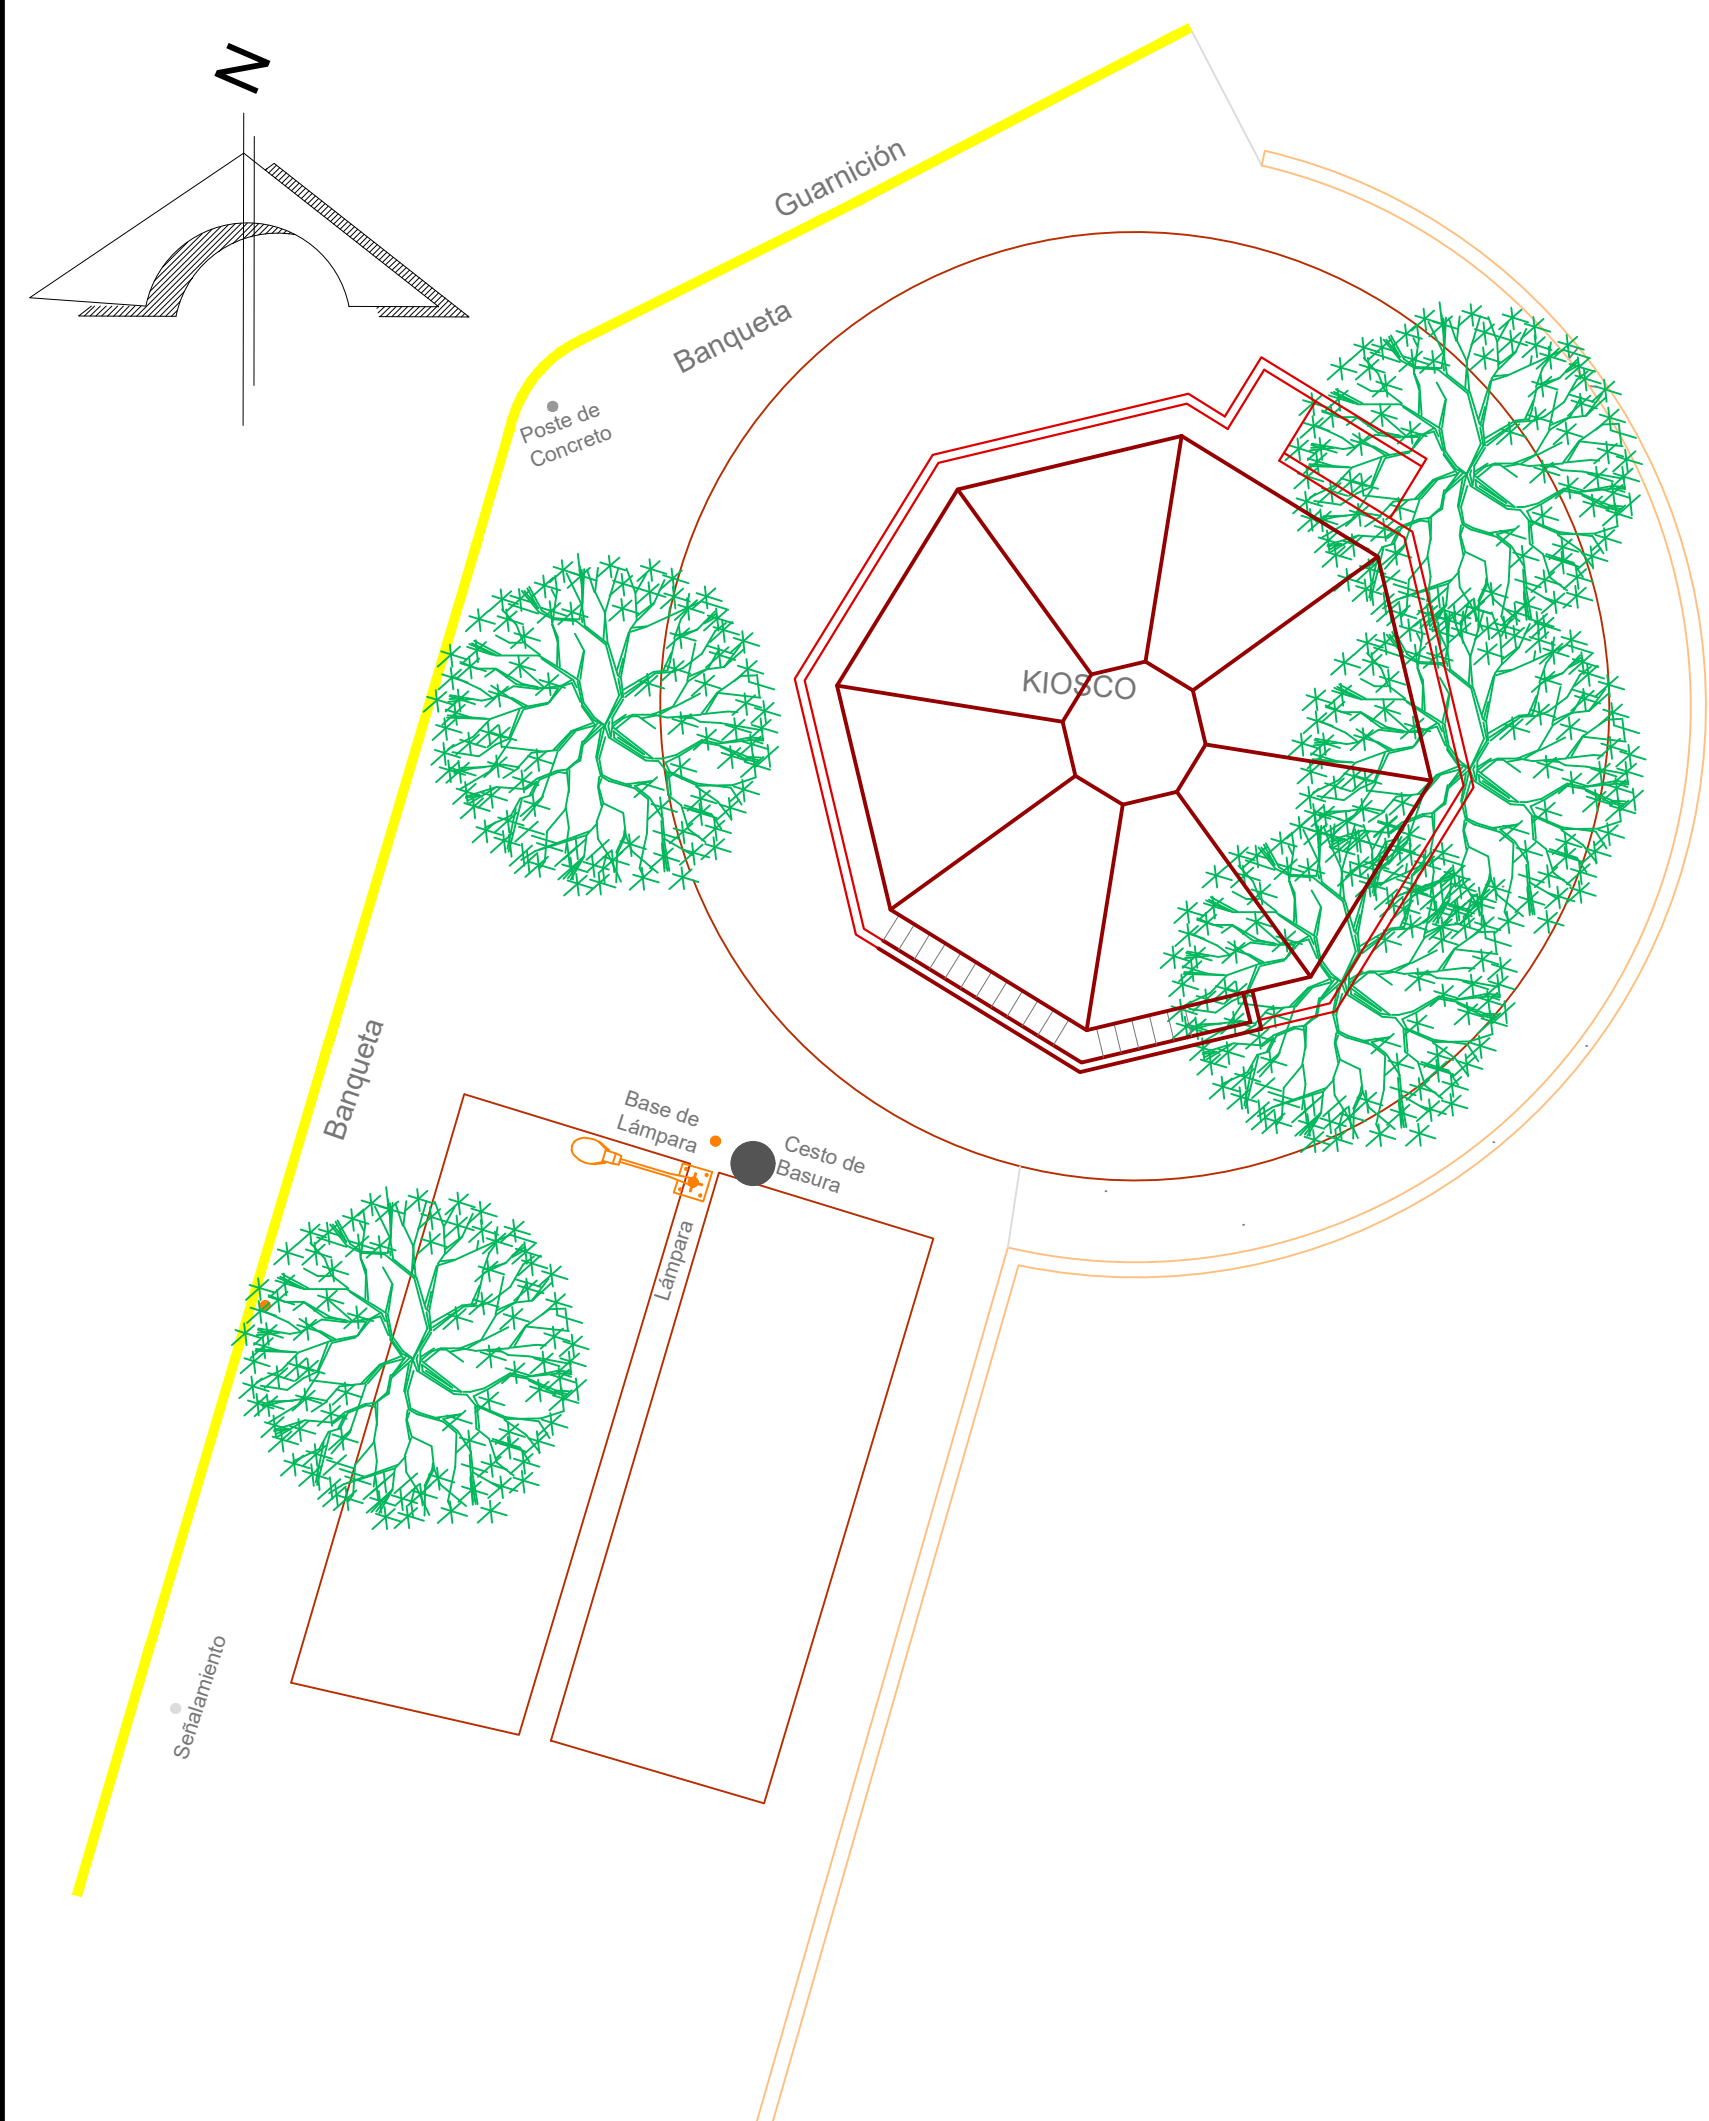 N
Guarnición
Banqueta
Poste de
Concreto
KIOSCO
Banqueta
Base de
Lámpara
Cesto de
Basura
Lámpara
Señalamiento